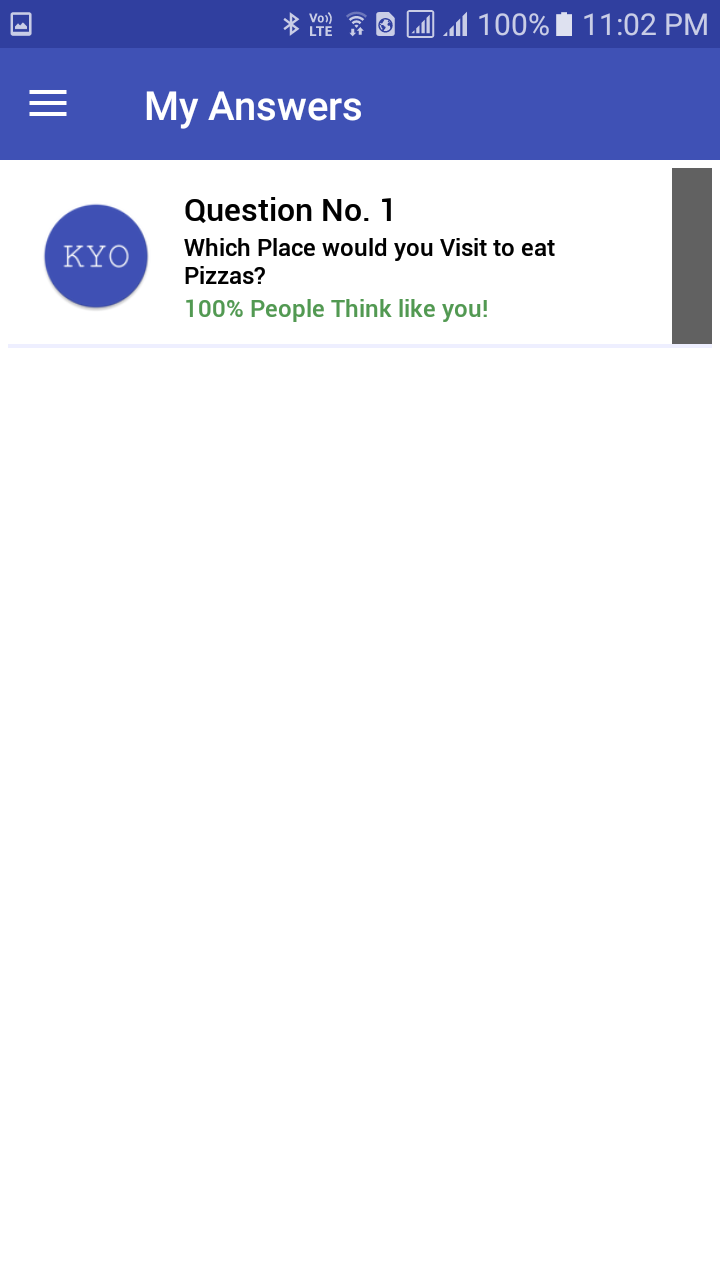 Vo)) LTE 100% 11:02 PM
My Answers
KYO
Question No. 1
Which Place would you Visit to eat
Pizzas?
100% People Think like you!